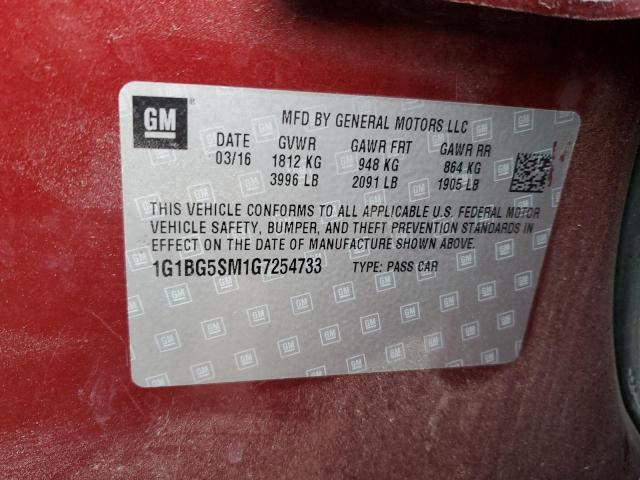 GM ®
MFD BY GENERAL MOTORS LLC
DATE GVWR GAWR FRT GAWR RR
03/16 1812 KG 948 KG 864 KG
3996 LB 2091 LB 1905 LB
THIS VEHICLE CONFORMS TO ALL APPLICABLE U.S. FEDERAL MOTOR
VEHICLE SAFETY, BUMPER, AND THEFT PREVENTION STANDARDS IN
EFFECT ON THE DATE OF MANUFACTURE SHOWN ABOVE.
1G1BG5SM1G7254733 TYPE: PASS CAR